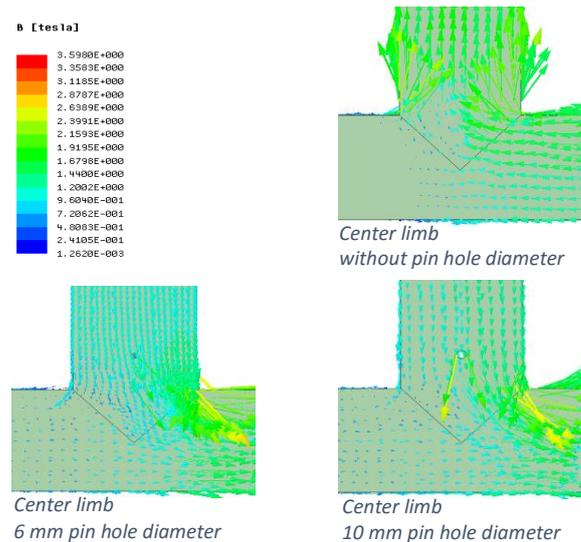 B [tesla]
3.5980E+000
3.3583E+000
3.1185E+000
2.8787E+000
2.6389E+000
2.3991E+000
2.1593E+000
1.9195E+000
1.6798E+000
1.4400E+000
1.2002E+000
9.6040E-001
7.2062E-001
4.8083E-001
2.4105E-001
1.2620E-003
Center limb
without pin hole diameter
Center limb
6 mm pin hole diameter
Center limb
10 mm pin hole diameter